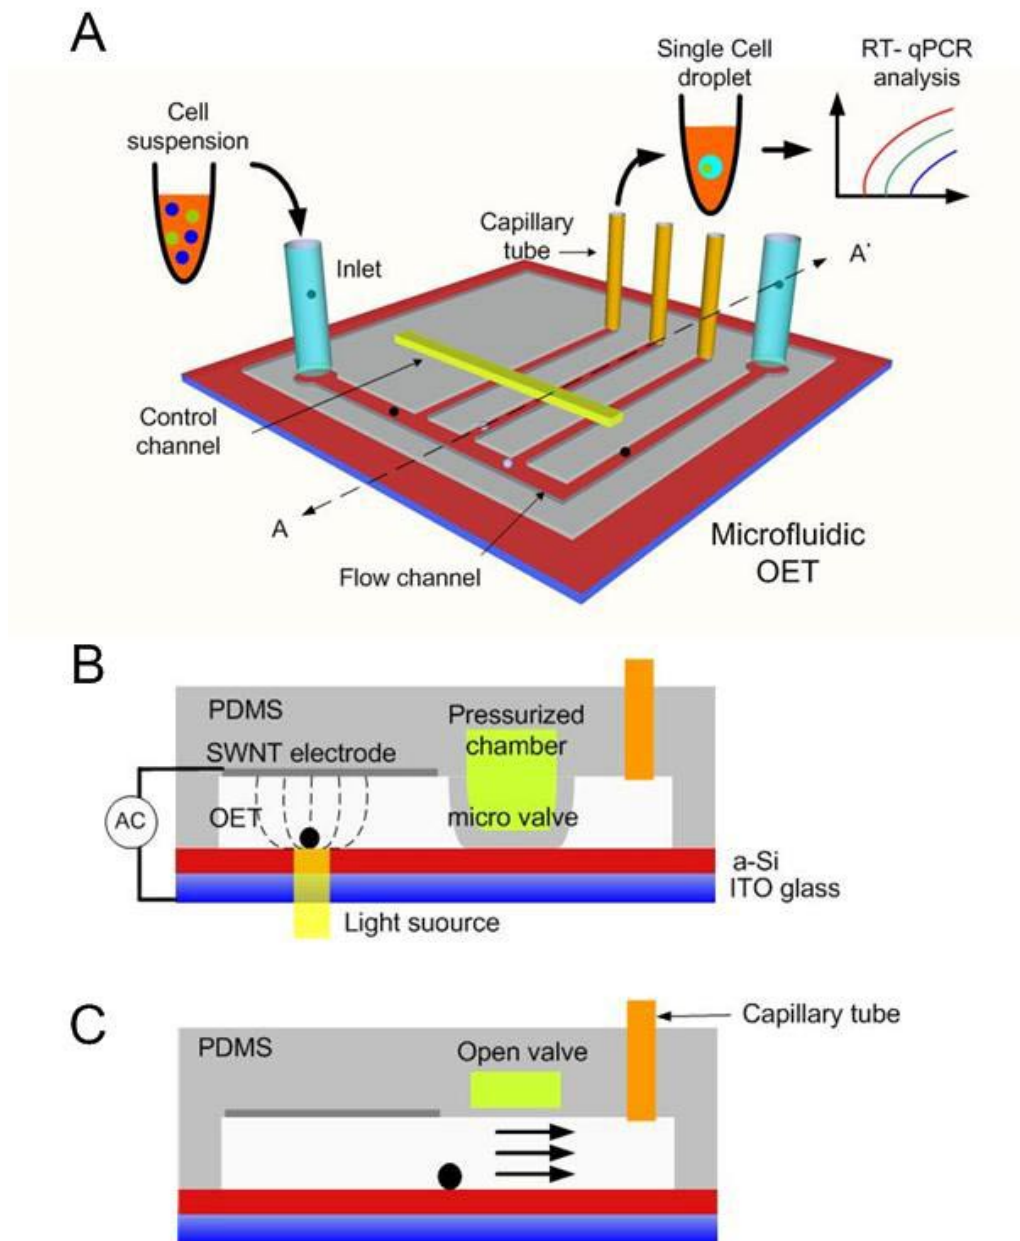 A
Cell
suspension
Single Cell
droplet
RT- qPCR
analysis
Capillary
tube
Inlet
A'
Control
channel
A
Flow channel
Microfluidic
OET
B
PDMS
Pressurized
chamber
SWNT electrode
AC
OET
micro valve
a-Si
ITO glass
Light suource
C
PDMS
Open valve
Capillary tube